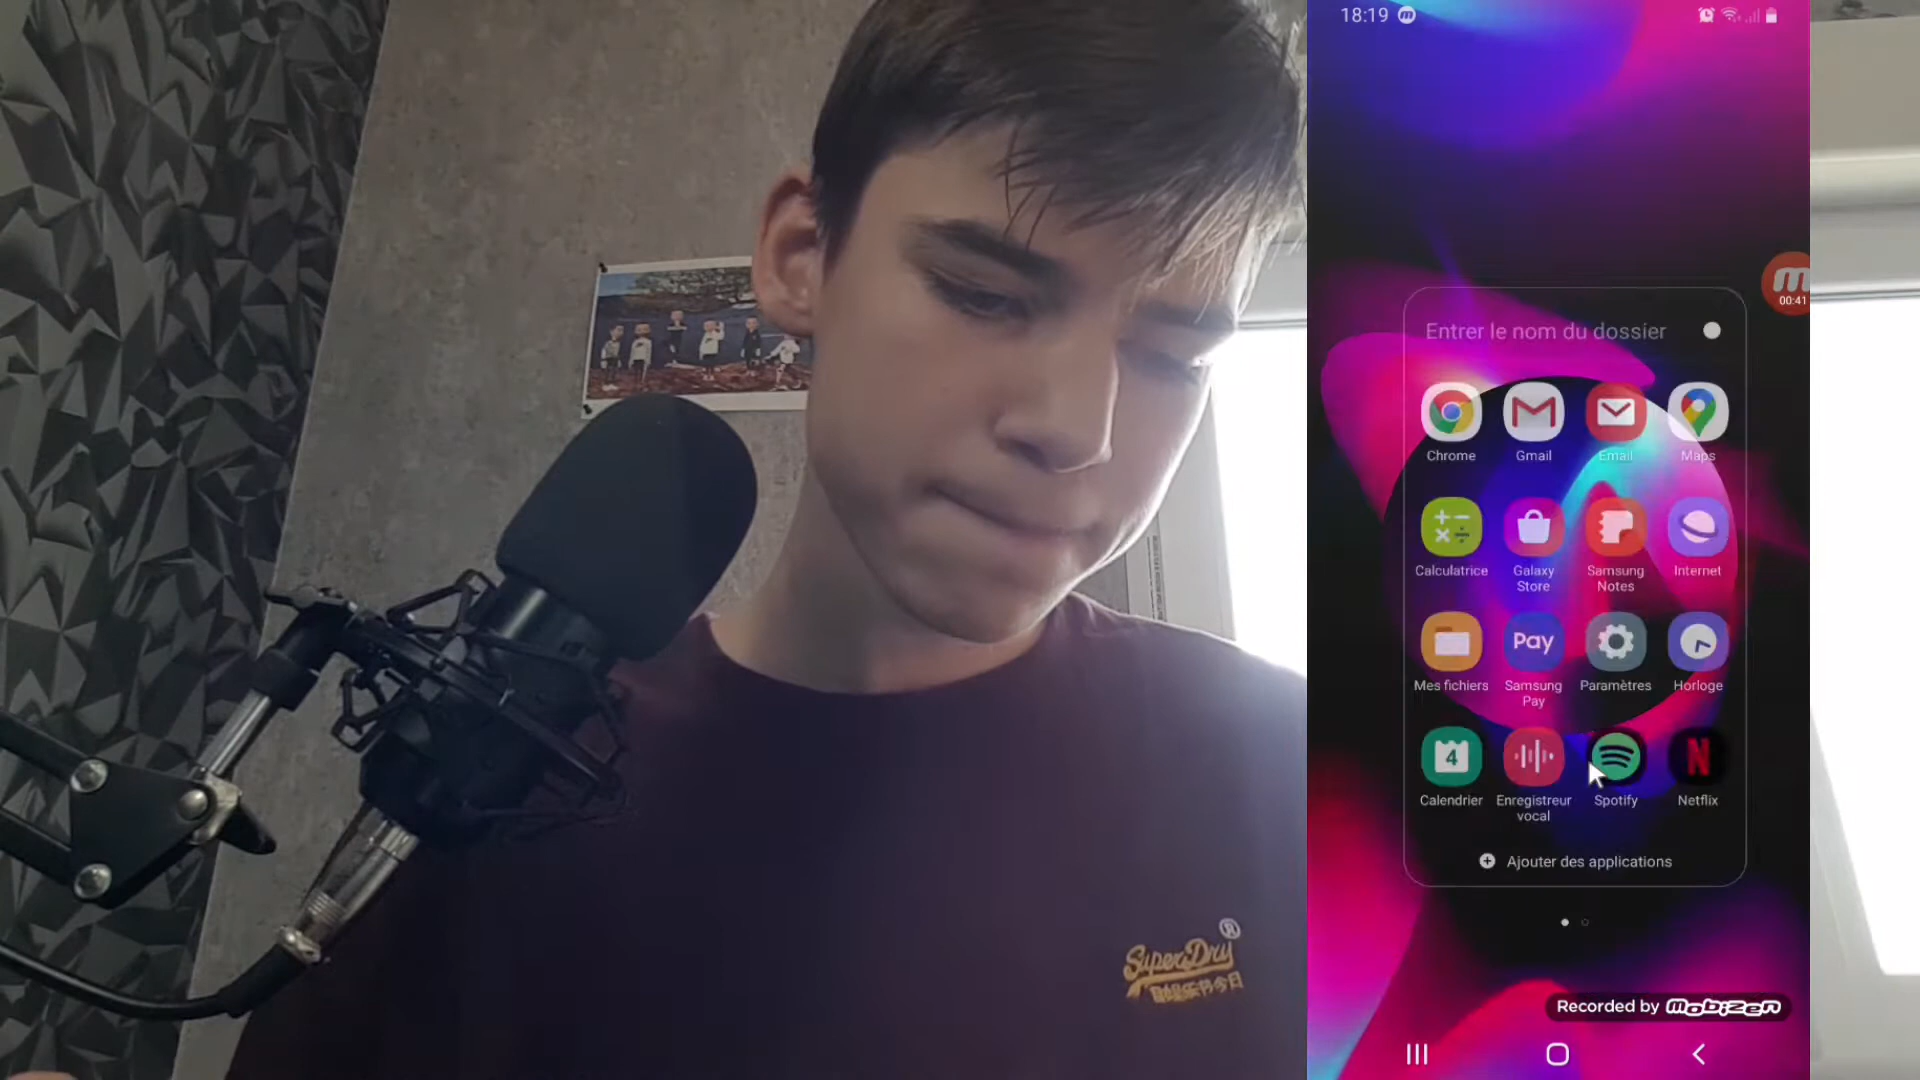 18:19
00:41
Entrer le nom du dossier
Chrome
Gmail
Email
Maps
Calculatrice
Galaxy
Store
Samsung
Notes
Internet
Mes fichiers
Pay
Samsung
Pay
Paramètres
Horloge
4
Calendrier
Enregistreur
vocal
Spotify
N
Netflix
Ajouter des applications
Recorded by mobizen
SuperDry®